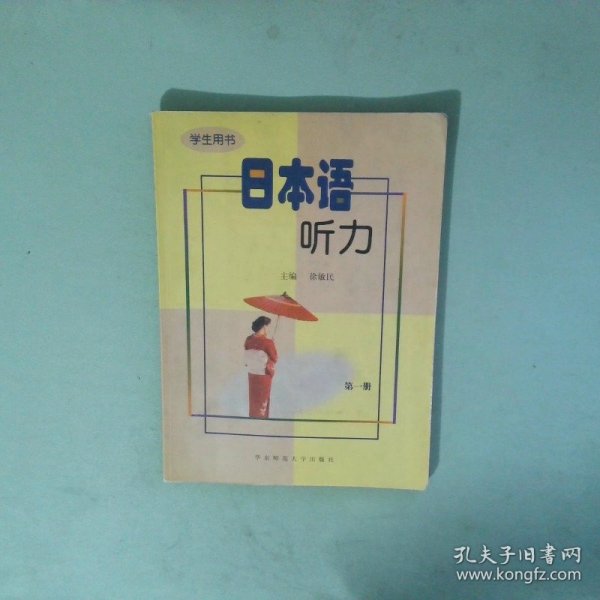 学生用书
日本语
听力
主编 徐敏民
第一册
华东师范大学出版社
孔夫子旧书网
www.kongfz.com